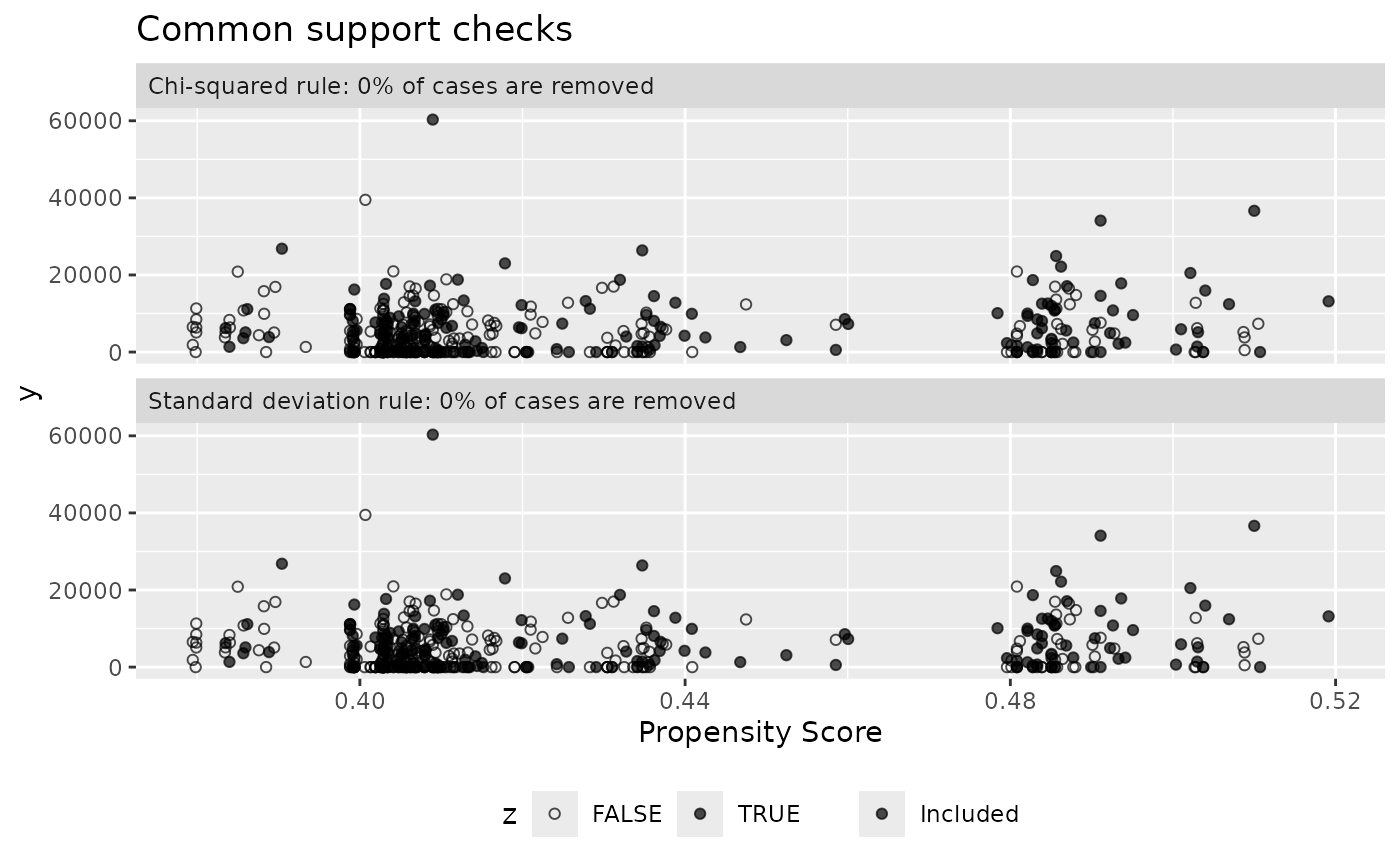 Common support checks
Chi-squared rule: 0% of cases are removed
60000
40000
20000
0
y
Standard deviation rule: 0% of cases are removed
60000
40000
20000
0
0.40 0.44 0.48 0.52
Propensity Score
z FALSE TRUE Included